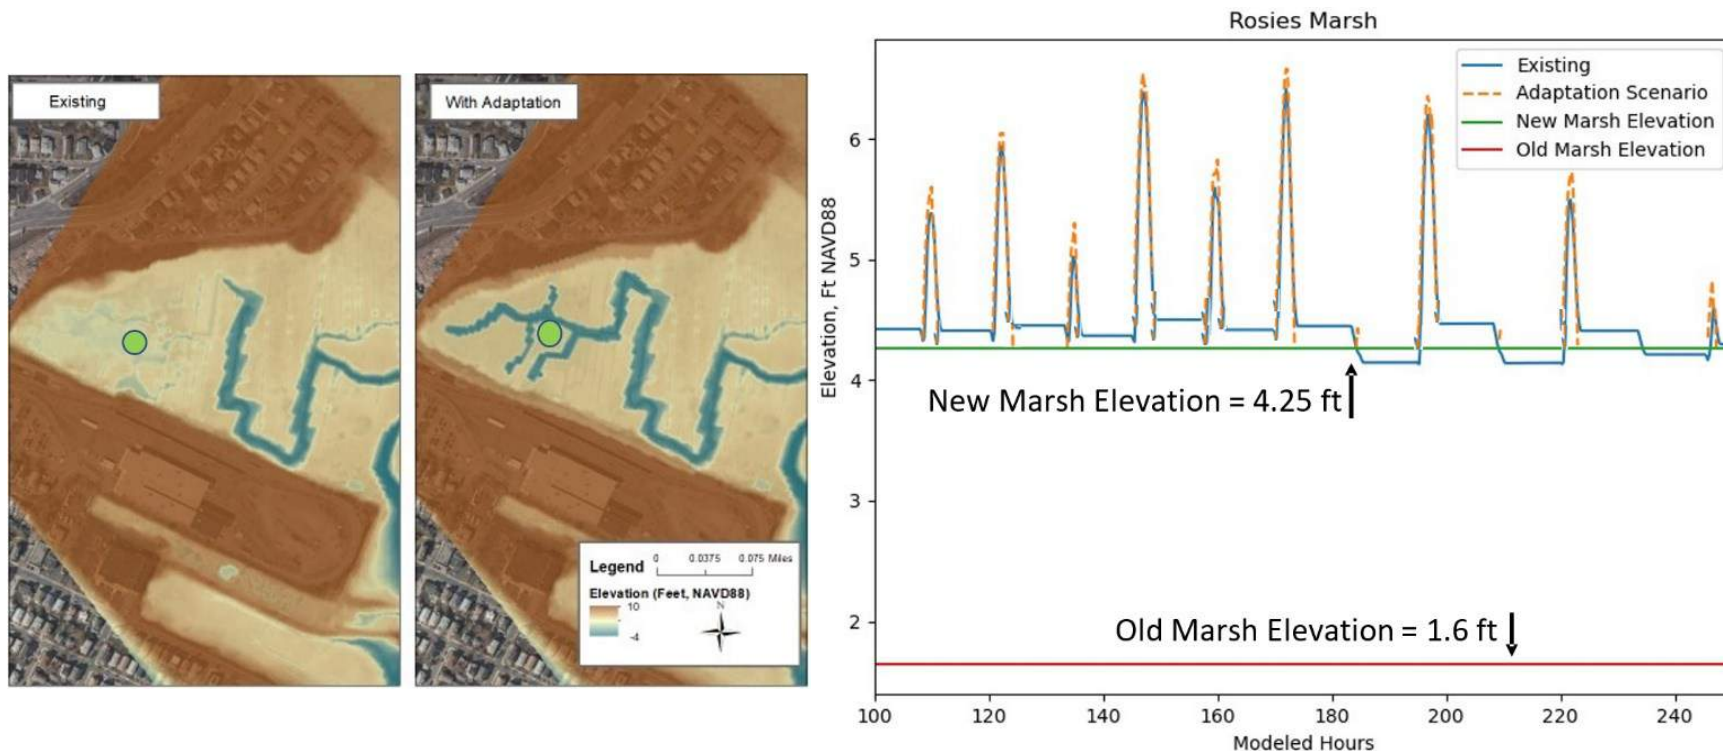 Existing
With Adaptation
Legend
0 0.0375 0.075 Miles
Elevation (Feet, NAVD88)
10
-4
N
Rosies Marsh
Existing
Adaptation Scenario
New Marsh Elevation
Old Marsh Elevation
Elevation, Ft NAVD88
6
5
4
3
2
New Marsh Elevation = 4.25 ft
Old Marsh Elevation = 1.6 ft
100 120 140 160 180 200 220 240
Modeled Hours